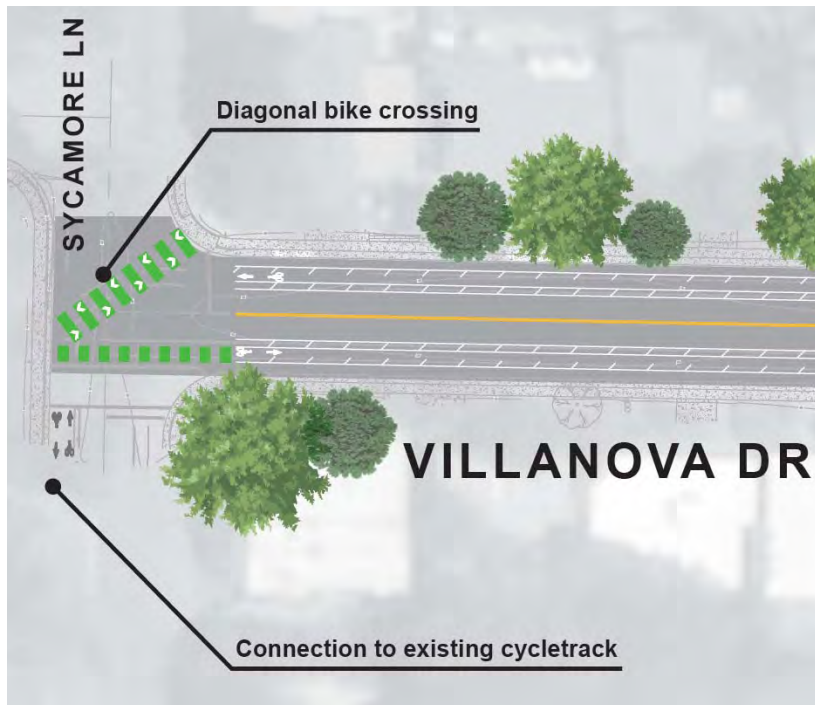 SYCAMORE LN
Diagonal bike crossing
VILLANOVA DR
Connection to existing cycletrack